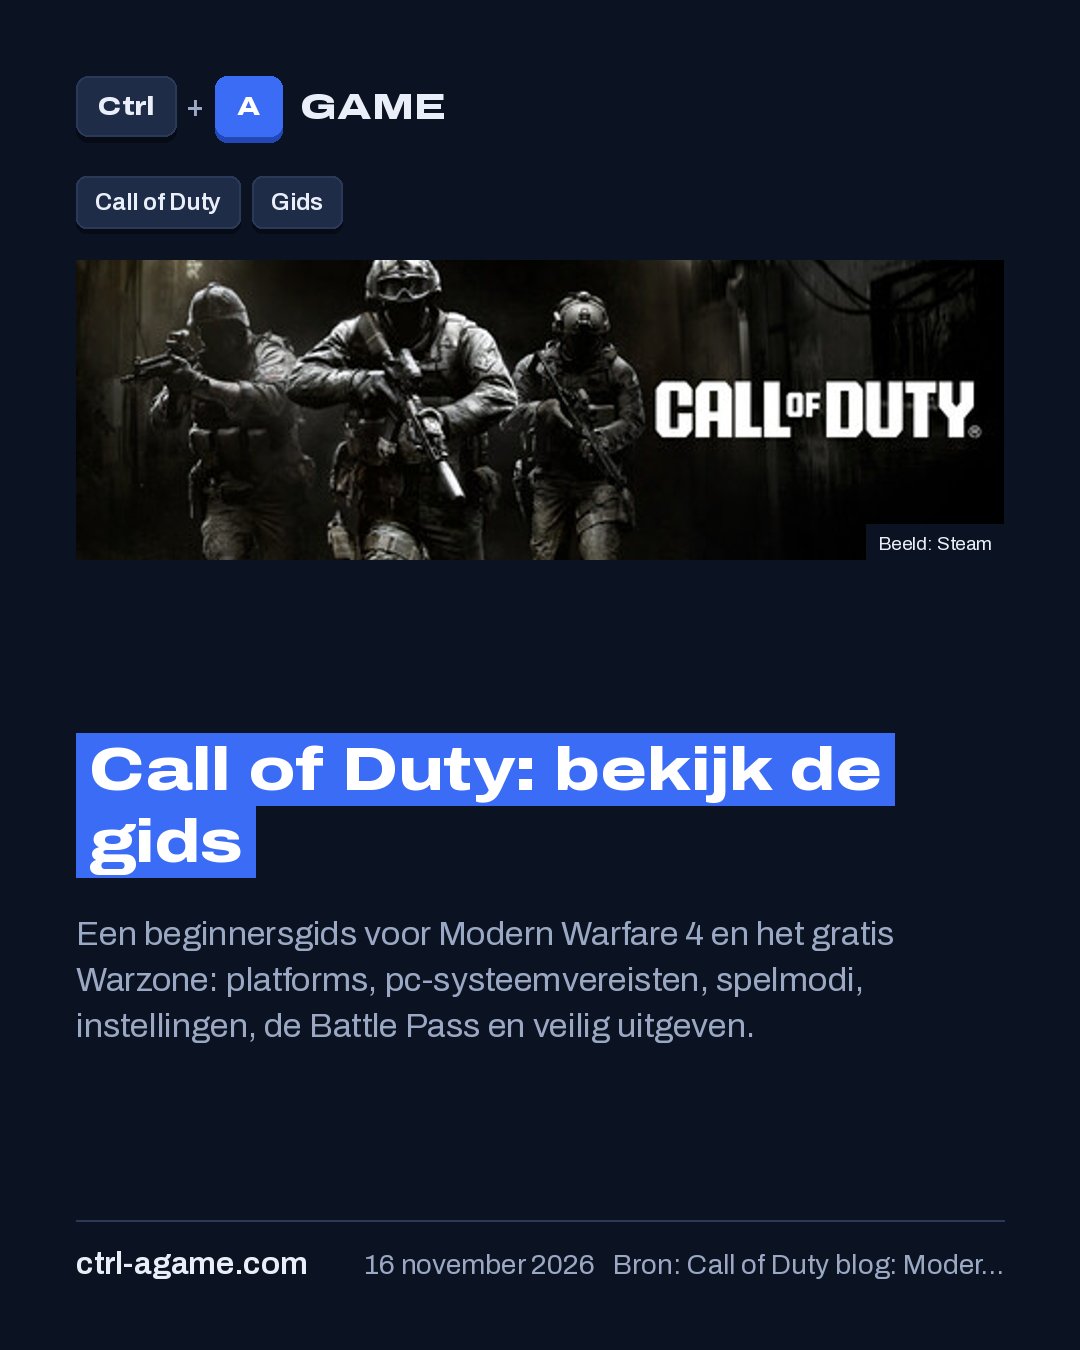 Ctrl + A GAME
Call of Duty Gids
CALL OF DUTY®
Beeld: Steam
Call of Duty: bekijk de
gids
Een beginnersgids voor Modern Warfare 4 en het gratis
Warzone: platforms, pc-systeemvereisten, spelmodi,
instellingen, de Battle Pass en veilig uitgeven.
ctrl-agame.com 16 november 2026 Bron: Call of Duty blog: Moder...